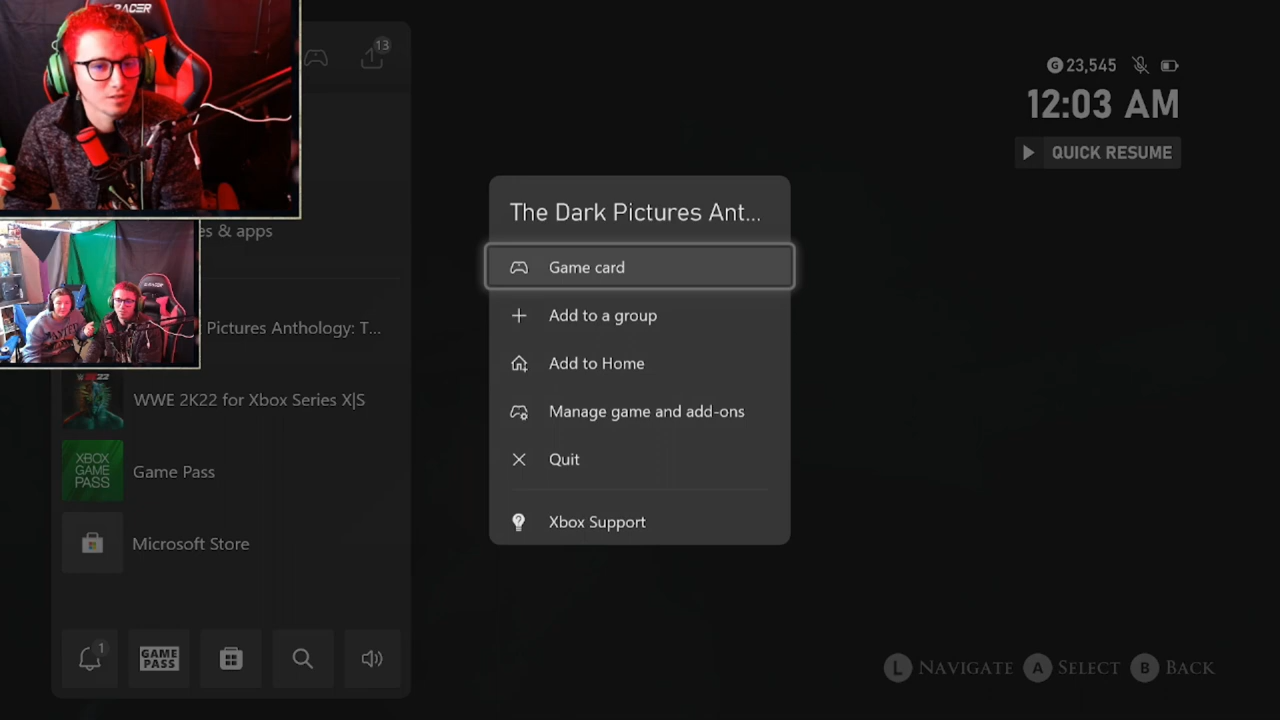 RACER
13
23,545
12:03 AM
QUICK RESUME
es & apps
Pictures Anthology: T...
2K22
WWE 2K22 for Xbox Series X|S
XBOX
GAME
PASS
Game Pass
Microsoft Store
1
GAME
PASS
The Dark Pictures Ant...
Game card
Add to a group
Add to Home
Manage game and add-ons
Quit
Xbox Support
L NAVIGATE A SELECT B BACK